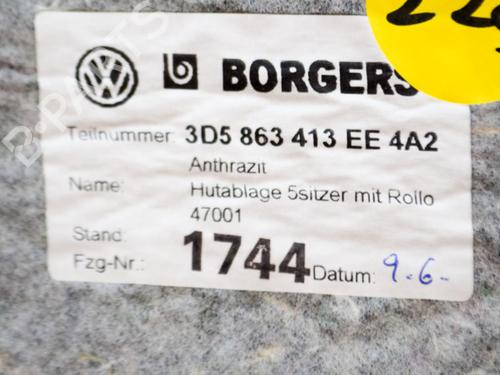 BORGERS
Teilnummer: 3D5 863 413 EE 4A2
Anthrazit
Name: Hutablage 5sitzer mit Rollo
47001
Stand:
Fzg-Nr.: 1744 Datum: 9.6.